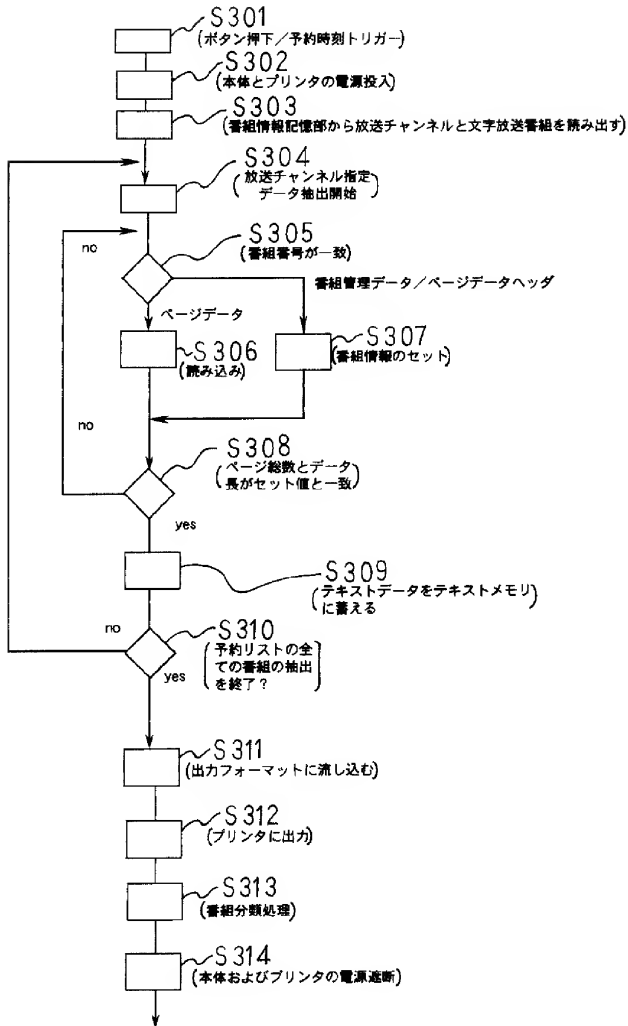 S301
(ボタン押下/予約時刻トリガー)
S302
(本体とプリンタの電源投入)
S303
(番組情報記憶部から放送チャンネルと文字放送番組を読み出す)
S304
(放送チャンネル指定
データ抽出開始)
no
S305
(番組番号が一致)
番組管理データ/ページデータヘッダ
ページデータ
S306
(読み込み)
S307
(番組情報のセット)
no
S308
(ページ総数とデータ
長がセット値と一致)
yes
S309
(テキストデータをテキストメモリ
に蓄える)
no
S310
(予約リストの全
ての番組の抽出
を終了?)
yes
S311
(出力フォーマットに流し込む)
S312
(プリンタに出力)
S313
(番組分類処理)
S314
(本体およびプリンタの電源遮断)